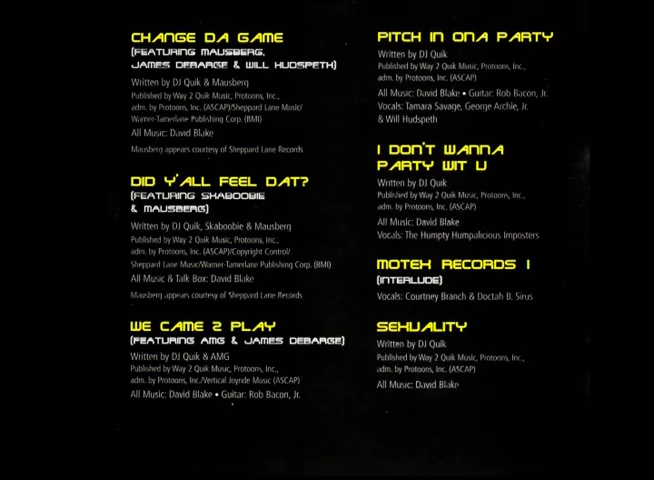 CHANGE DA GAME
(FEATURING MAUSBERG,
JAMES DEBARGE & WILL HUDSPETH)
Written by DJ Quik & Mausberg
Published by Way 2 Quik Music, Protoons, Inc.,
adm. by Protoons, Inc. (ASCAP)/Sheppard Lane Music/
Warner-Tamerlane Publishing Corp. (BMI)
All Music: David Blake
Mausberg appears courtesy of Sheppard Lane Records
DID Y'ALL FEEL DAT?
(FEATURING SKABOOBIE
& MAUSBERG)
Written by DJ Quik, Skaboobie & Mausberg
Published by Way 2 Quik Music, Protoons, Inc.,
adm. by Protoons, Inc. (ASCAP)/Copyright Control/
Sheppard Lane Music/Warner-Tamerlane Publishing Corp. (BMI)
All Music & Talk Box: David Blake
Mausberg appears courtesy of Sheppard Lane Records
WE CAME 2 PLAY
(FEATURING AMG & JAMES DEBARGE)
Written by DJ Quik & AMG
Published by Way 2 Quik Music, Protoons, Inc.,
adm. by Protoons, Inc./Vertical Joyride Music (ASCAP)
All Music: David Blake • Guitar: Rob Bacon, Jr.
PITCH IN ONA PARTY
Written by DJ Quik
Published by Way 2 Quik Music, Protoons, Inc.,
adm. by Protoons, Inc. (ASCAP)
All Music: David Blake • Guitar: Rob Bacon, Jr.
Vocals: Tamara Savage, George Archie, Jr.
& Will Hudspeth
I DON'T WANNA
PARTY WIT U
Written by DJ Quik
Published by Way 2 Quik Music, Protoons, Inc.,
adm. by Protoons, Inc. (ASCAP)
All Music: David Blake
Vocals: The Humpty Humpalicious Imposters
MOTEX RECORDS 1
(INTERLUDE)
Vocals: Courtney Branch & Doctah B. Sirus
SEXUALITY
Written by DJ Quik
Published by Way 2 Quik Music, Protoons, Inc.,
adm. by Protoons, Inc. (ASCAP)
All Music: David Blake